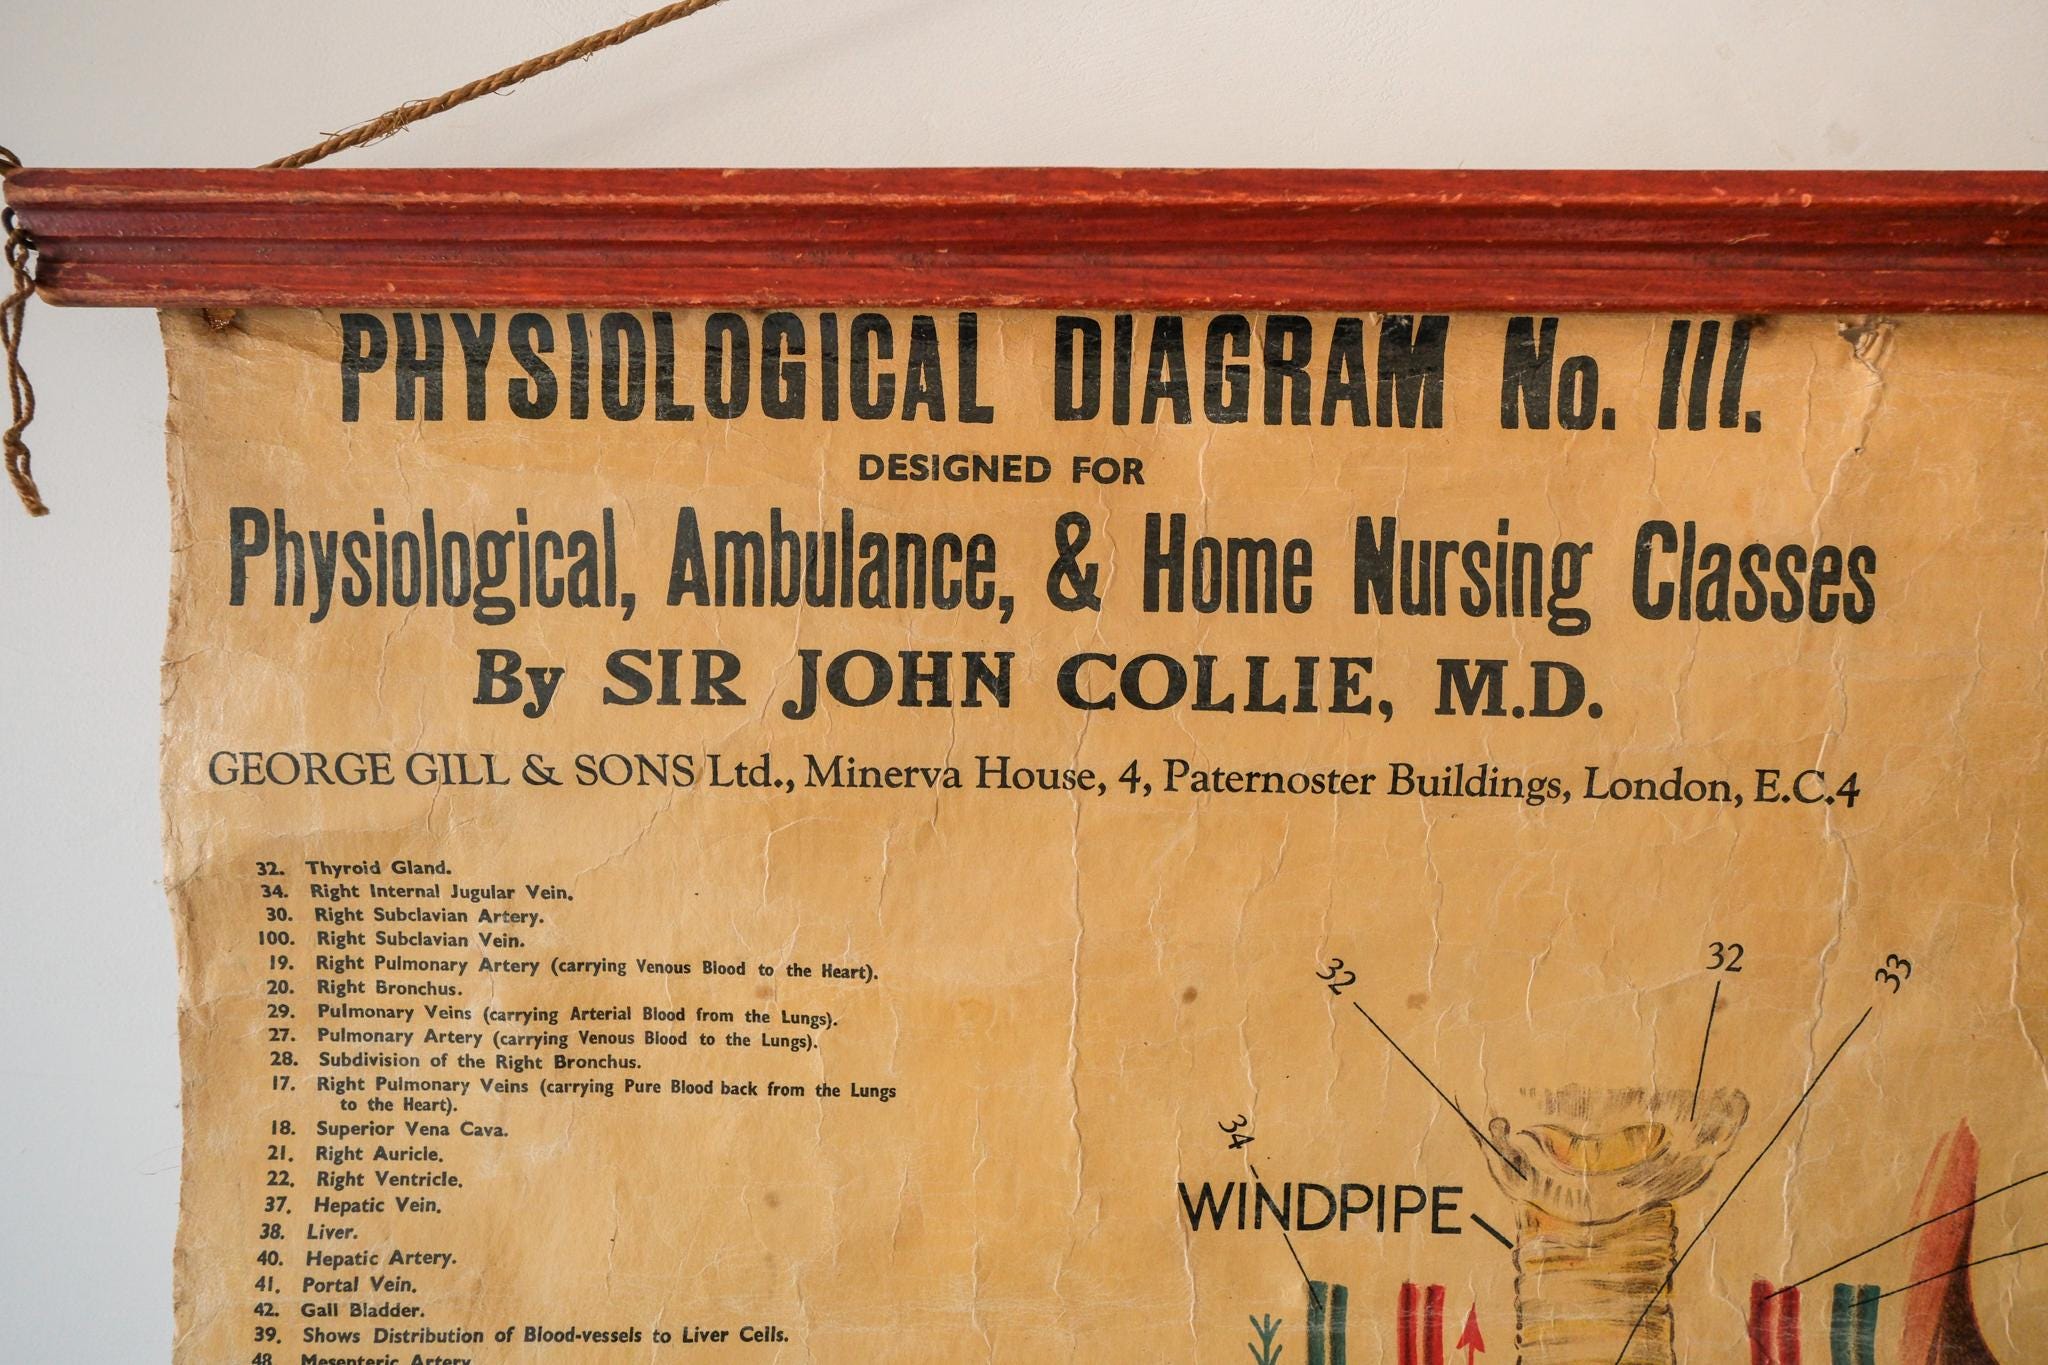 PHYSIOLOGICAL DIAGRAM No. III.
DESIGNED FOR
Physiological, Ambulance, & Home Nursing Classes
By SIR JOHN COLLIE, M.D.
GEORGE GILL & SONS Ltd., Minerva House, 4, Paternoster Buildings, London, E.C.4
32. Thyroid Gland.
34. Right Internal Jugular Vein.
30. Right Subclavian Artery.
100. Right Subclavian Vein.
19. Right Pulmonary Artery (carrying Venous Blood to the Heart).
20. Right Bronchus.
29. Pulmonary Veins (carrying Arterial Blood from the Lungs).
27. Pulmonary Artery (carrying Venous Blood to the Lungs).
28. Subdivision of the Right Bronchus.
17. Right Pulmonary Veins (carrying Pure Blood back from the Lungs
to the Heart).
18. Superior Vena Cava.
21. Right Auricle.
22. Right Ventricle.
37. Hepatic Vein.
38. Liver.
40. Hepatic Artery.
41. Portal Vein.
42. Gall Bladder.
39. Shows Distribution of Blood-vessels to Liver Cells.
48. Mesenteric Artery
32
32
33
34
WINDPIPE